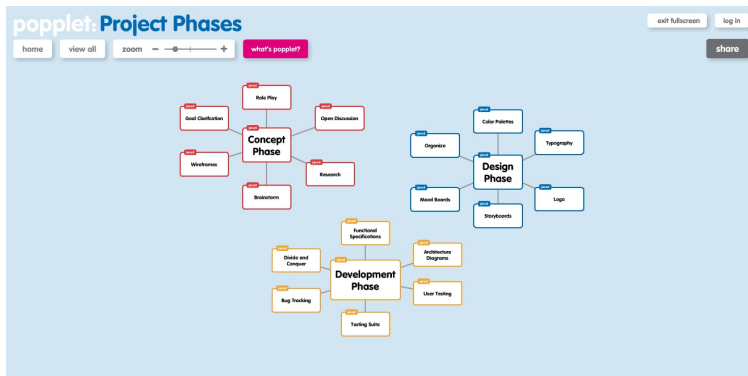 popplet: Project Phases
exit fullscreen
log in
home
view all
zoom
what's popplet?
share
Role Play
Goal Clarification
Open Discussion
Concept
Phase
Wireframes
Research
Brainstorm
Color Palettes
Organize
Typography
Design
Phase
Mood Boards
Logo
Storyboards
Functional
Specifications
Divide and
Conquer
Architecture
Diagrams
Development
Phase
Bug Tracking
User Testing
Testing Suite